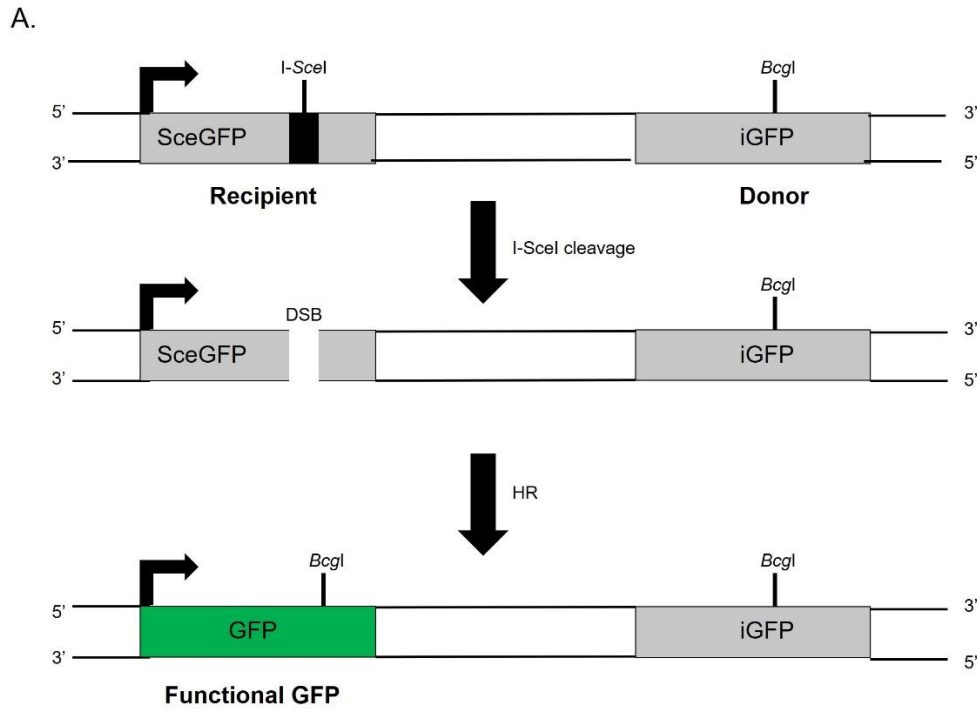 A.
I-SceI
BcgI
5’
3’
SceGFP
iGFP
3’
5’
Recipient
Donor
I-SceI cleavage
BcgI
DSB
5’
3’
SceGFP
iGFP
3’
5’
HR
BcgI
BcgI
5’
3’
GFP
iGFP
3’
5’
Functional GFP